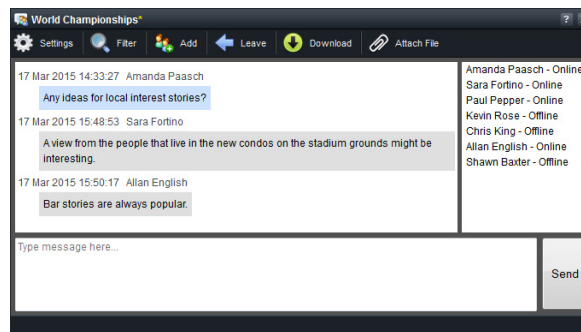 World Championships*
?
Settings Filter Add Leave Download Attach File
17 Mar 2015 14:33:27 Amanda Paasch
Any ideas for local interest stories?
17 Mar 2015 15:48:53 Sara Fortino
A view from the people that live in the new condos on the stadium grounds might be
interesting.
17 Mar 2015 15:50:17 Allan English
Bar stories are always popular.
Amanda Paasch - Online
Sara Fortino - Online
Paul Pepper - Online
Kevin Rose - Offline
Chris King - Offline
Allan English - Online
Shawn Baxter - Offline
Type message here...
Send